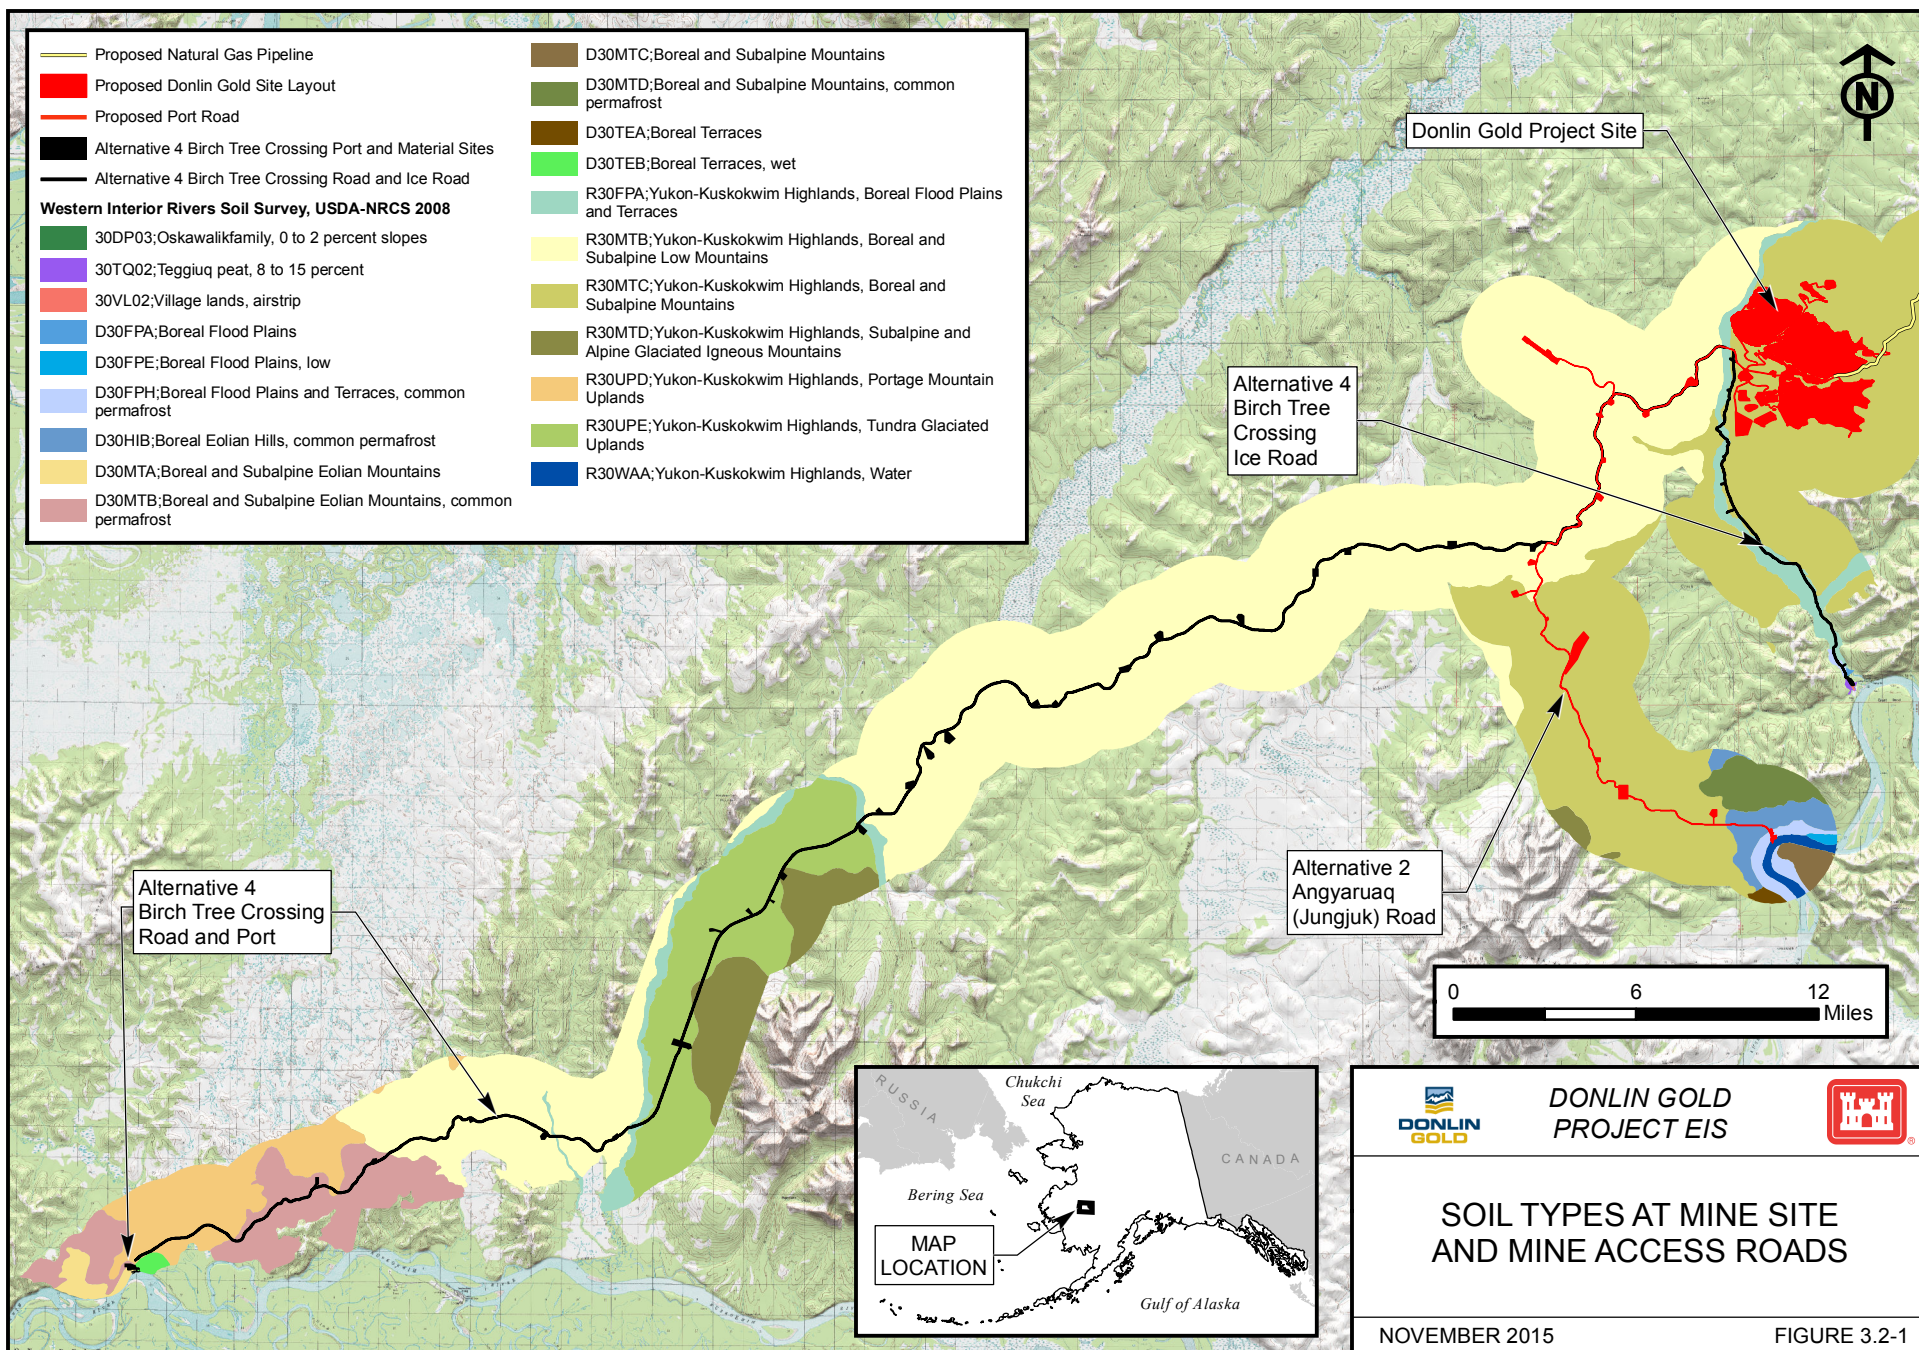 Proposed Natural Gas Pipeline
Proposed Donlin Gold Site Layout
Proposed Port Road
Alternative 4 Birch Tree Crossing Port and Material Sites
Alternative 4 Birch Tree Crossing Road and Ice Road
Western Interior Rivers Soil Survey, USDA-NRCS 2008
30DP03;Oskawalikfamily, 0 to 2 percent slopes
30TQ02;Teggiuq peat, 8 to 15 percent
30VL02;Village lands, airstrip
D30FPA;Boreal Flood Plains
D30FPE;Boreal Flood Plains, low
D30FPH;Boreal Flood Plains and Terraces, common
permafrost
D30HIB;Boreal Eolian Hills, common permafrost
D30MTA;Boreal and Subalpine Eolian Mountains
D30MTB;Boreal and Subalpine Eolian Mountains, common
permafrost
D30MTC;Boreal and Subalpine Mountains
D30MTD;Boreal and Subalpine Mountains, common
permafrost
D30TEA;Boreal Terraces
D30TEB;Boreal Terraces, wet
R30FPA;Yukon-Kuskokwim Highlands, Boreal Flood Plains
and Terraces
R30MTB;Yukon-Kuskokwim Highlands, Boreal and
Subalpine Low Mountains
R30MTC;Yukon-Kuskokwim Highlands, Boreal and
Subalpine Mountains
R30MTD;Yukon-Kuskokwim Highlands, Subalpine and
Alpine Glaciated Igneous Mountains
R30UPD;Yukon-Kuskokwim Highlands, Portage Mountain
Uplands
R30UPE;Yukon-Kuskokwim Highlands, Tundra Glaciated
Uplands
R30WAA;Yukon-Kuskokwim Highlands, Water
N
Donlin Gold Project Site
Alternative 4
Birch Tree
Crossing
Ice Road
Alternative 2
Angyaruaq
(Jungjuk) Road
Alternative 4
Birch Tree Crossing
Road and Port
0 6 12
Miles
RUSSIA
Chukchi
Sea
CANADA
Bering Sea
MAP
LOCATION
Gulf of Alaska
DONLIN
GOLD
DONLIN GOLD
PROJECT EIS
®
SOIL TYPES AT MINE SITE
AND MINE ACCESS ROADS
NOVEMBER 2015
FIGURE 3.2-1